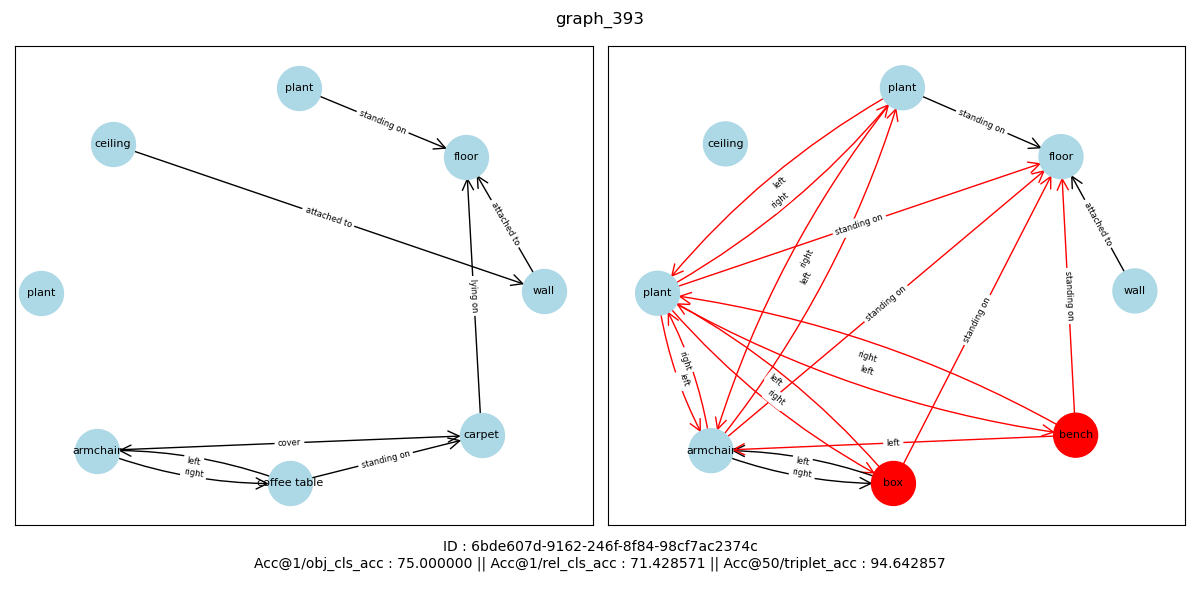 graph_393
plant
standing on
ceiling
floor
attached to
attached to
lying on
plant
wall
cover
carpet
armchair
left
right
standing on
coffee table
plant
standing on
ceiling
floor
left
right
standing on
attached to
right
left
plant
standing on
standing on
standing on
wall
right
left
right
left
left
right
armchair
left
bench
left
right
box
ID : 6bde607d-9162-246f-8f84-98cf7ac2374c
Acc@1/obj_cls_acc : 75.000000 || Acc@1/rel_cls_acc : 71.428571 || Acc@50/triplet_acc : 94.642857